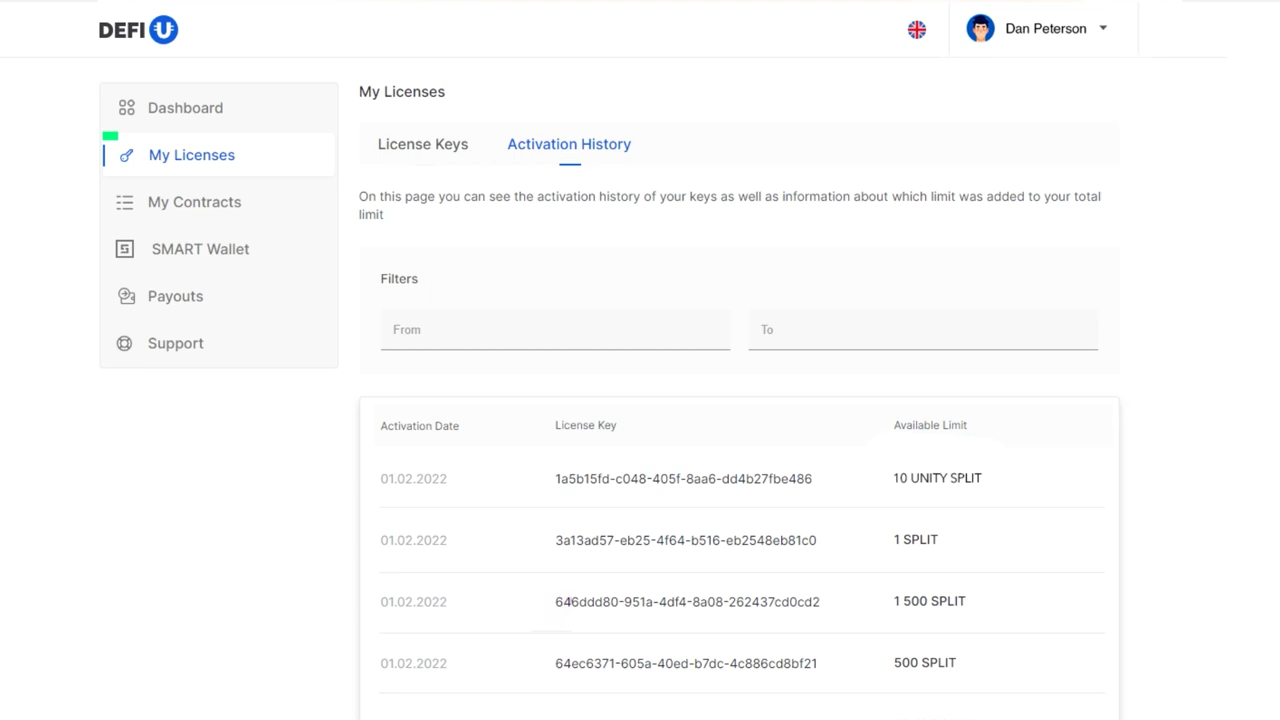 DEFI U
Dan Peterson
Dashboard
My Licenses
My Contracts
SMART Wallet
Payouts
Support
My Licenses
License Keys
Activation History
On this page you can see the activation history of your keys as well as information about which limit was added to your total
limit
Filters
From
To
Activation Date
License Key
Available Limit
01.02.2022
1a5b15fd-c048-405f-8aa6-dd4b27fbe486
10 UNITY SPLIT
01.02.2022
3a13ad57-eb25-4f64-b516-eb2548eb81c0
1 SPLIT
01.02.2022
646ddd80-951a-4df4-8a08-262437cd0cd2
1 500 SPLIT
01.02.2022
64ec6371-605a-40ed-b7dc-4c886cd8bf21
500 SPLIT